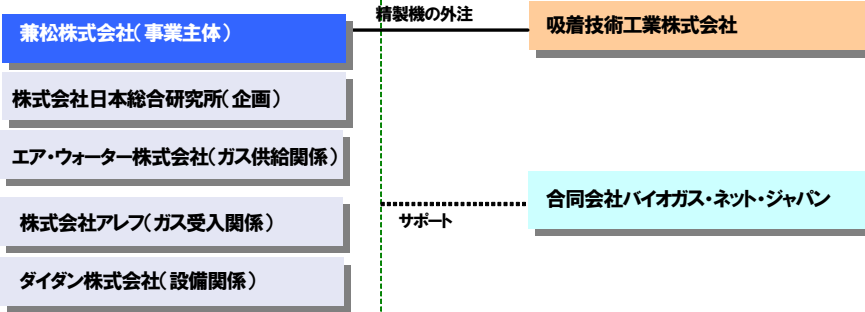 兼松株式会社(事業主体)
精製機の外注
吸着技術工業株式会社
株式会社日本総合研究所(企画)
エア・ウォーター株式会社(ガス供給関係)
合同会社バイオガス・ネット・ジャパン
サポート
株式会社アレフ(ガス受入関係)
ダイダン株式会社(設備関係)